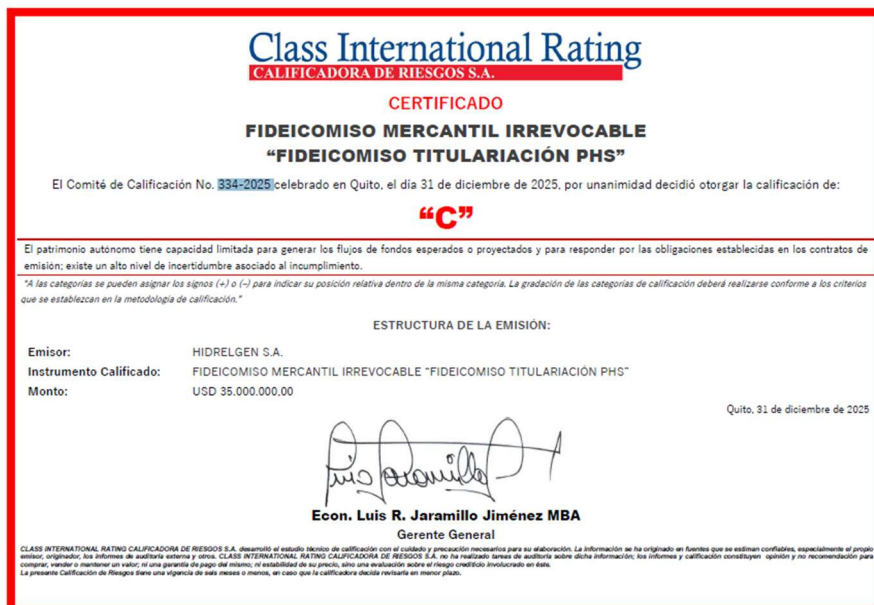 Class International Rating
CALIFICADORA DE RIESGOS S.A.
CERTIFICADO
FIDEICOMISO MERCANTIL IRREVOCABLE
“FIDEICOMISO TITULARIACIÓN PHS”
El Comité de Calificación No. 334-2025 celebrado en Quito, el día 31 de diciembre de 2025, por unanimidad decidió otorgar la calificación de:
“C”
El patrimonio autónomo tiene capacidad limitada para generar los flujos de fondos esperados o proyectados y para responder por las obligaciones establecidas en los contratos de
emisión; existe un alto nivel de incertidumbre asociado al incumplimiento.
"A las categorías se pueden asignar los signos (+) o (–) para indicar su posición relativa dentro de la misma categoría. La gradación de las categorías de calificación deberá realizarse conforme a los criterios
que se establezcan en la metodología de calificación."
ESTRUCTURA DE LA EMISIÓN:
Emisor: HIDRELGEN S.A.
Instrumento Calificado: FIDEICOMISO MERCANTIL IRREVOCABLE “FIDEICOMISO TITULARIACIÓN PHS”
Monto: USD 35.000.000,00
Quito, 31 de diciembre de 2025
Econ. Luis R. Jaramillo Jiménez MBA
Gerente General
CLASS INTERNATIONAL RATING CALIFICADORA DE RIESGOS S.A. desarrolló el estudio técnico de calificación con el cuidado y precaución necesarios para su elaboración. La información se ha originado en fuentes que se estiman confiables, especialmente el propio
emisor, originador, los informes de auditoría externa y otros. CLASS INTERNATIONAL RATING CALIFICADORA DE RIESGOS S.A. no ha realizado tareas de auditoría sobre dicha información; los informes y calificación constituyen opinión y no recomendación para
comprar, vender o mantener un valor; ni una garantía de pago del mismo; ni estabilidad de su precio, sino una evaluación sobre el riesgo crediticio involucrado en éste.
La presente Calificación de Riesgos tiene una vigencia de seis meses o menos, en caso que la calificadora decida revisarla en menor plazo.